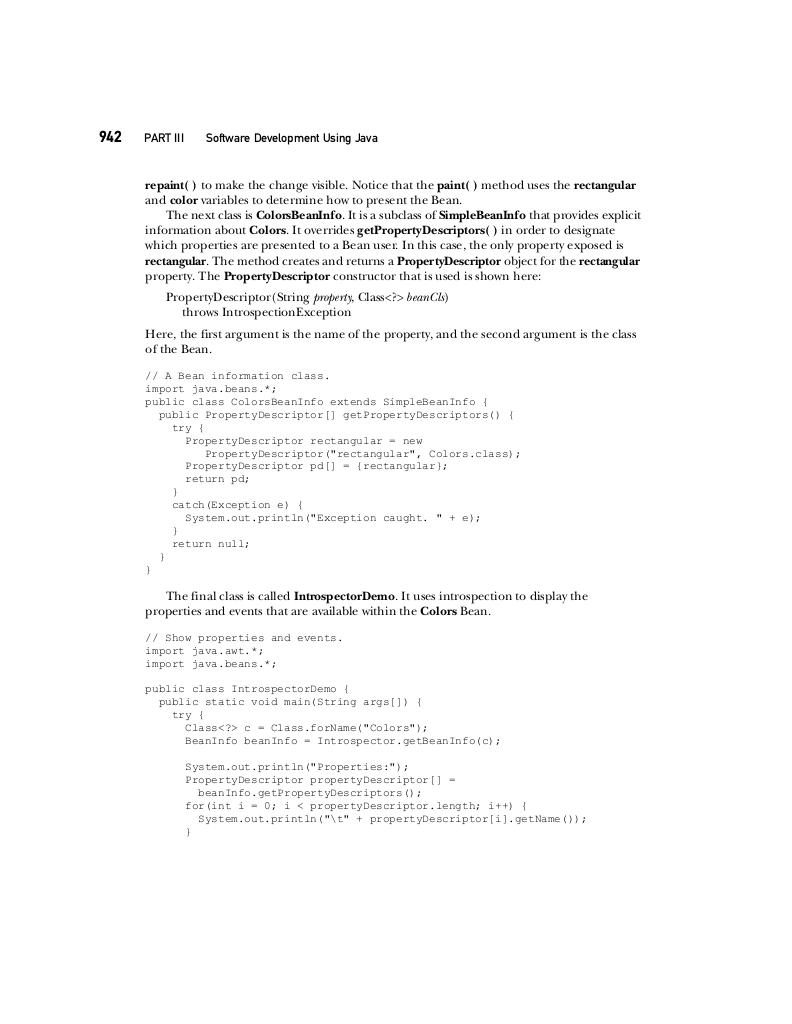 942 PART III Software Development Using Java
repaint( ) to make the change visible. Notice that the paint( ) method uses the rectangular
and color variables to determine how to present the Bean.
The next class is ColorsBeanInfo. It is a subclass of SimpleBeanInfo that provides explicit
information about Colors. It overrides getPropertyDescriptors( ) in order to designate
which properties are presented to a Bean user. In this case, the only property exposed is
rectangular. The method creates and returns a PropertyDescriptor object for the rectangular
property. The PropertyDescriptor constructor that is used is shown here:
PropertyDescriptor(String property, Class<?> beanCls)
throws IntrospectionException
Here, the first argument is the name of the property, and the second argument is the class
of the Bean.
// A Bean information class.
import java.beans.*;
public class ColorsBeanInfo extends SimpleBeanInfo {
  public PropertyDescriptor[] getPropertyDescriptors() {
    try {
      PropertyDescriptor rectangular = new
         PropertyDescriptor("rectangular", Colors.class);
      PropertyDescriptor pd[] = {rectangular};
      return pd;
    }
    catch(Exception e) {
      System.out.println("Exception caught. " + e);
    }
    return null;
  }
}
The final class is called IntrospectorDemo. It uses introspection to display the
properties and events that are available within the Colors Bean.
// Show properties and events.
import java.awt.*;
import java.beans.*;
public class IntrospectorDemo {
  public static void main(String args[]) {
    try {
      Class<?> c = Class.forName("Colors");
      BeanInfo beanInfo = Introspector.getBeanInfo(c);
      System.out.println("Properties:");
      PropertyDescriptor propertyDescriptor[] =
        beanInfo.getPropertyDescriptors();
      for(int i = 0; i < propertyDescriptor.length; i++) {
        System.out.println("\t" + propertyDescriptor[i].getName());
      }